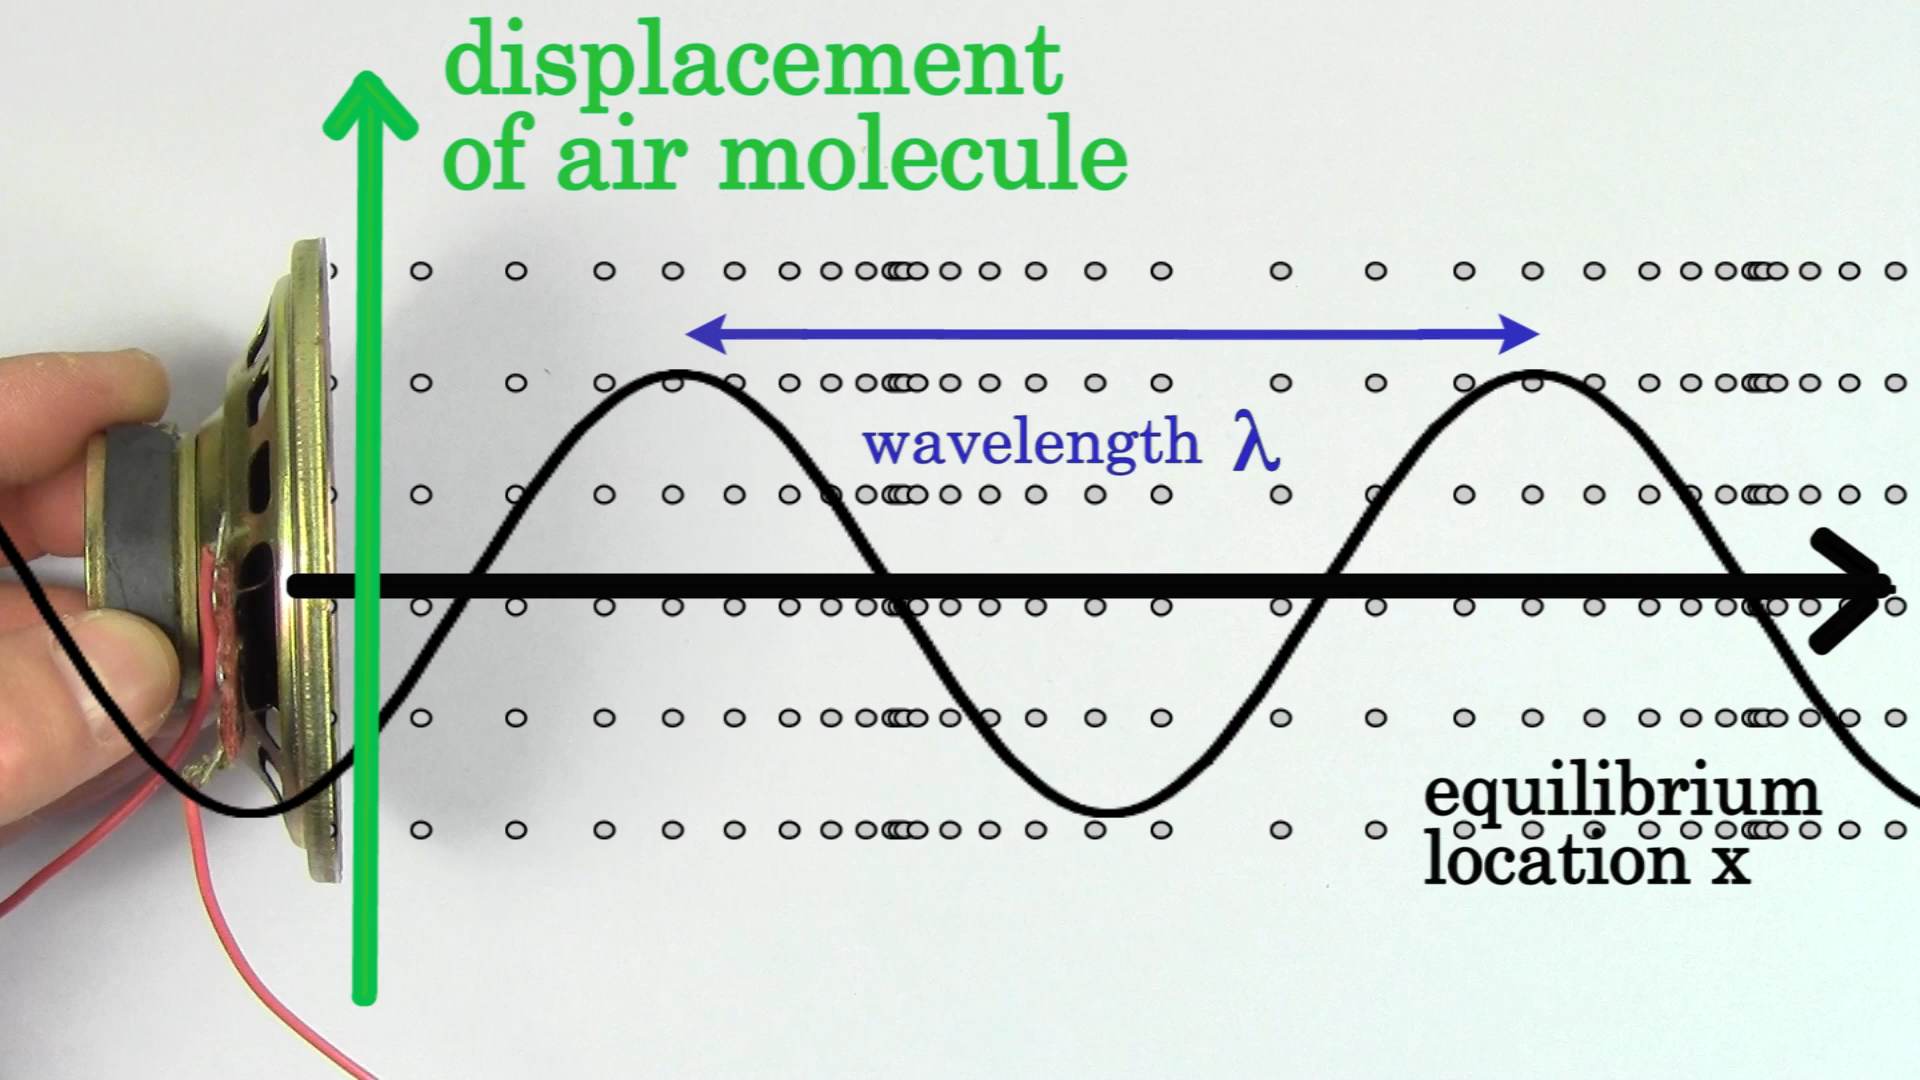 displacement
of air molecule
wavelength λ
equilibrium
location x